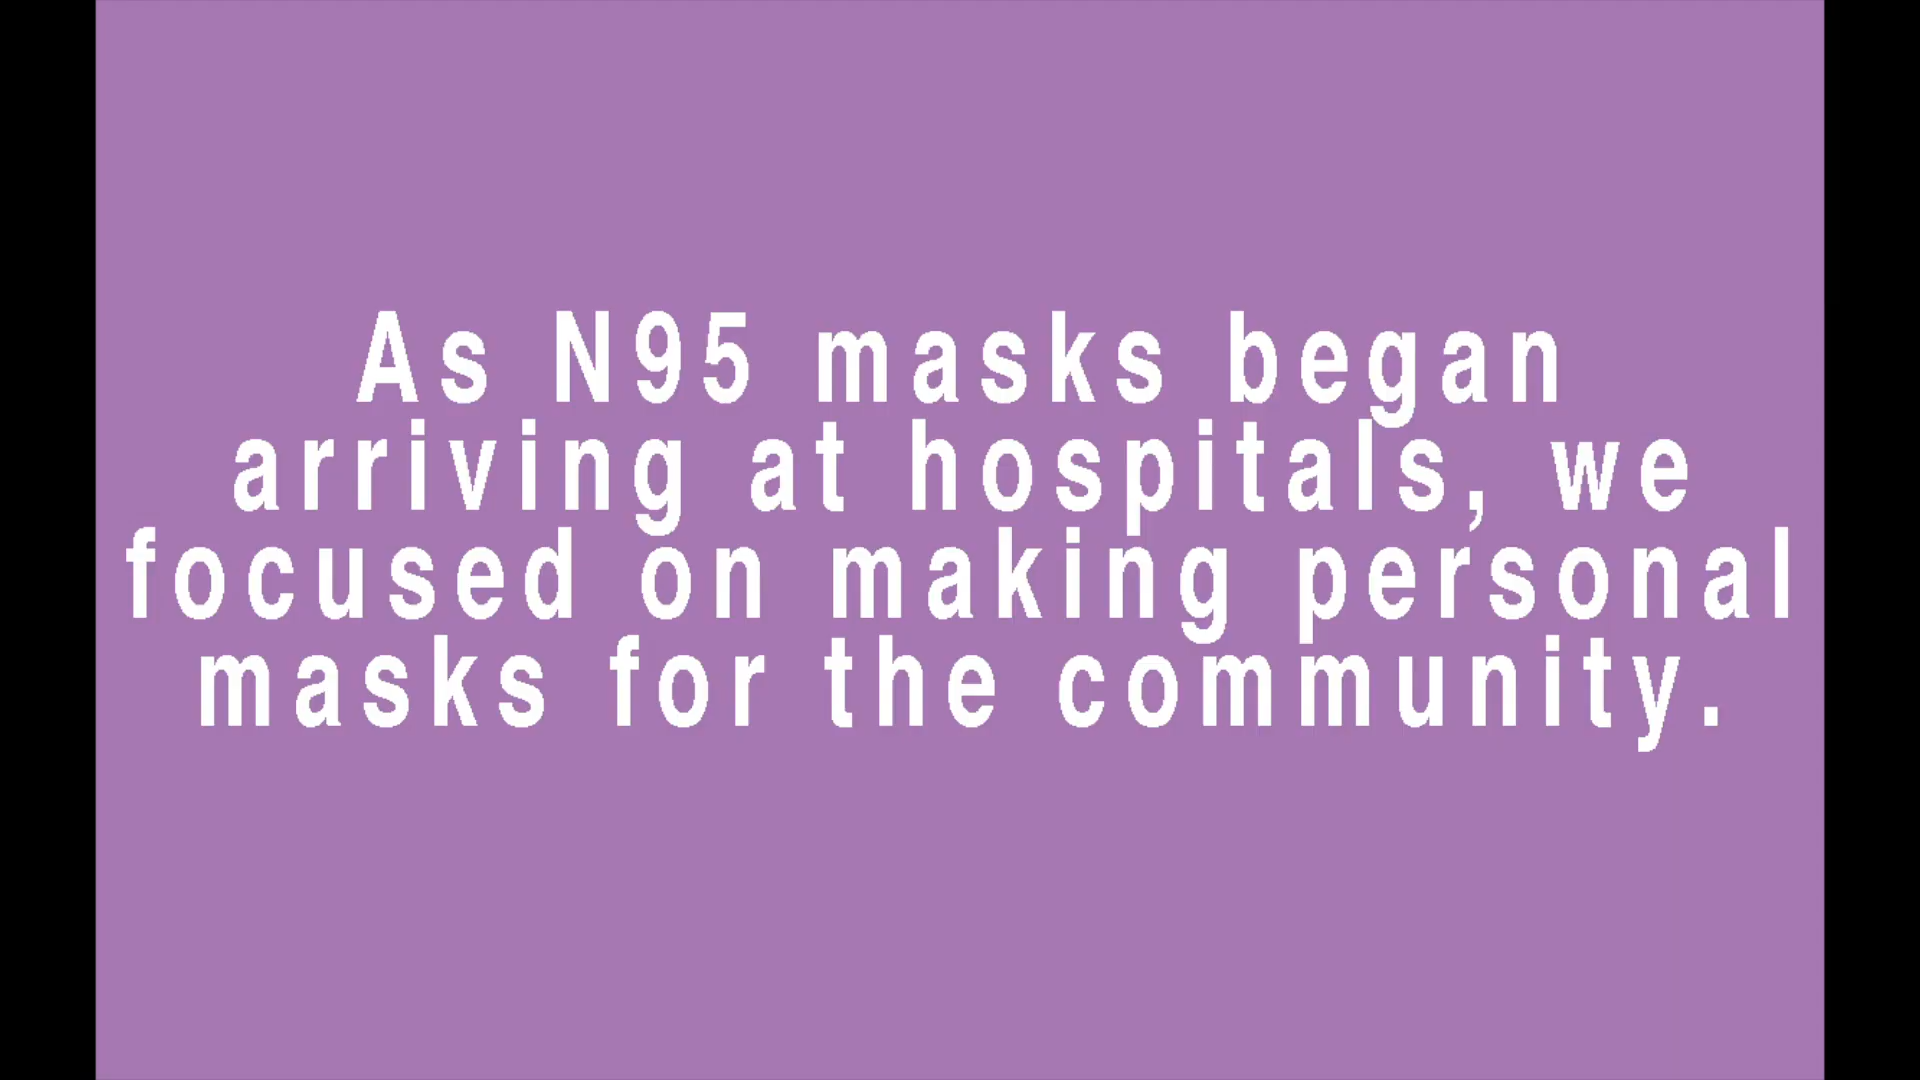 As N95 masks began
arriving at hospitals, we
focused on making personal
masks for the community.